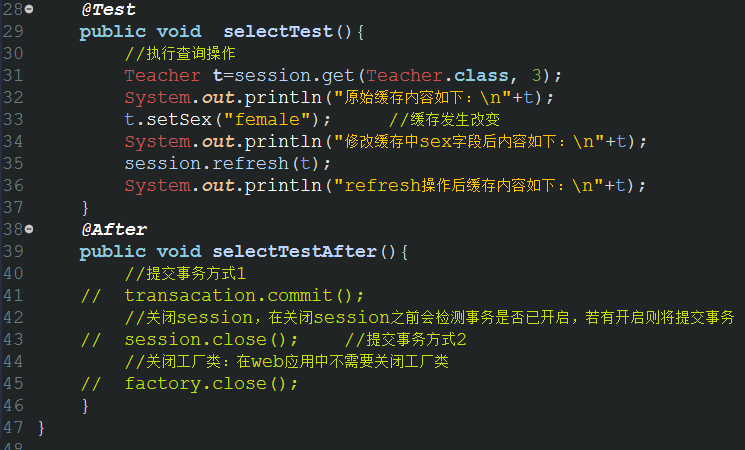 28 @Test
29 public void  selectTest(){
30 //执行查询操作
31 Teacher t=session.get(Teacher.class, 3);
32 System.out.println("原始缓存内容如下：\n"+t);
33 t.setSex("female");     //缓存发生改变
34 System.out.println("修改缓存中sex字段后内容如下：\n"+t);
35 session.refresh(t);
36 System.out.println("refresh操作后缓存内容如下：\n"+t);
37 }
38 @After
39 public void selectTestAfter(){
40 //提交事务方式1
41 //  transacation.commit();
42 //关闭session，在关闭session之前会检测事务是否已开启，若有开启则将提交事务
43 //  session.close();    //提交事务方式2
44 //关闭工厂类：在web应用中不需要关闭工厂类
45 //  factory.close();
46 }
47 }
48